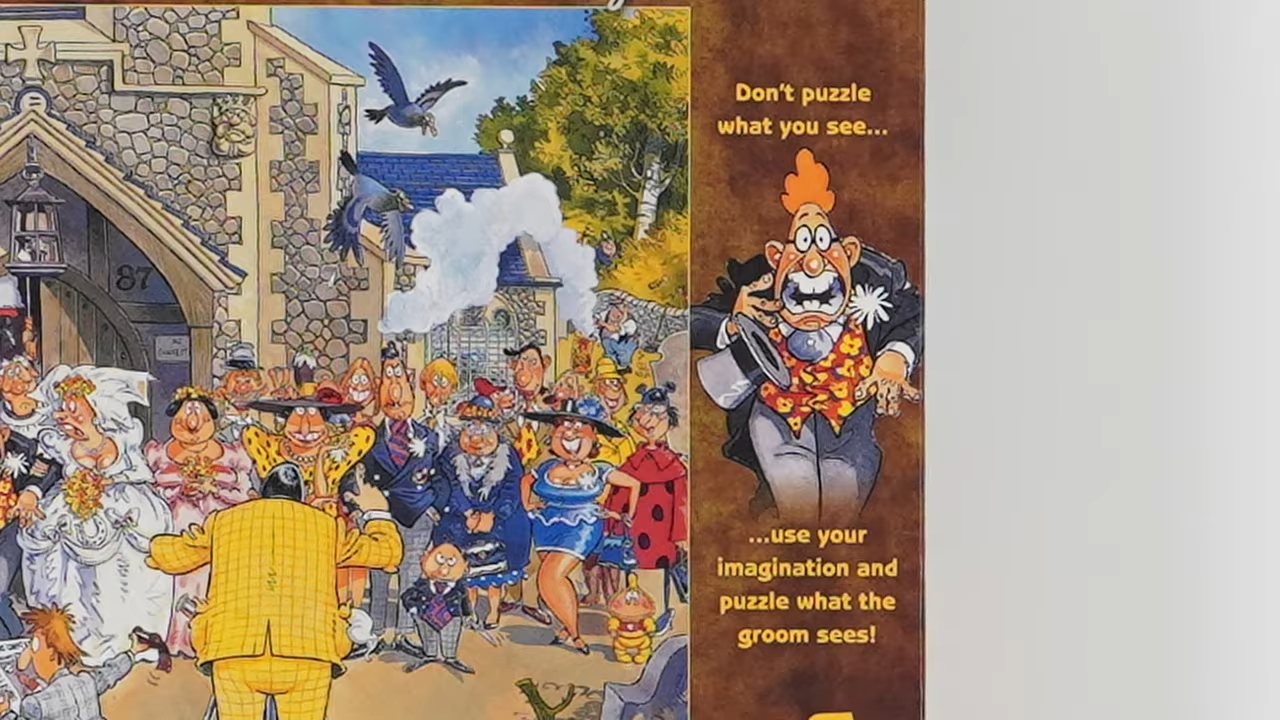 87
Don't puzzle
what you see...
...use your
imagination and
puzzle what the
groom sees!